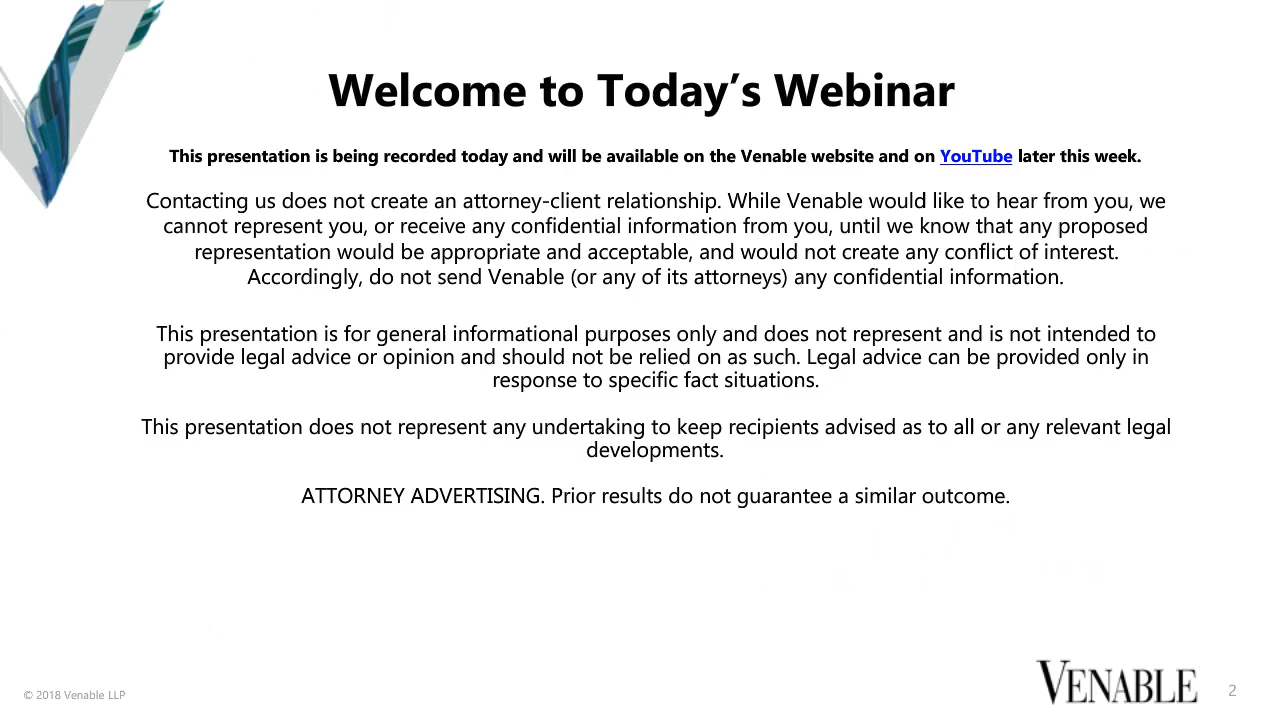 Welcome to Today’s Webinar
This presentation is being recorded today and will be available on the Venable website and on YouTube later this week.
Contacting us does not create an attorney-client relationship. While Venable would like to hear from you, we
cannot represent you, or receive any confidential information from you, until we know that any proposed
representation would be appropriate and acceptable, and would not create any conflict of interest.
Accordingly, do not send Venable (or any of its attorneys) any confidential information.
This presentation is for general informational purposes only and does not represent and is not intended to
provide legal advice or opinion and should not be relied on as such. Legal advice can be provided only in
response to specific fact situations.
This presentation does not represent any undertaking to keep recipients advised as to all or any relevant legal
developments.
ATTORNEY ADVERTISING. Prior results do not guarantee a similar outcome.
© 2018 Venable LLP
VENABLE
2